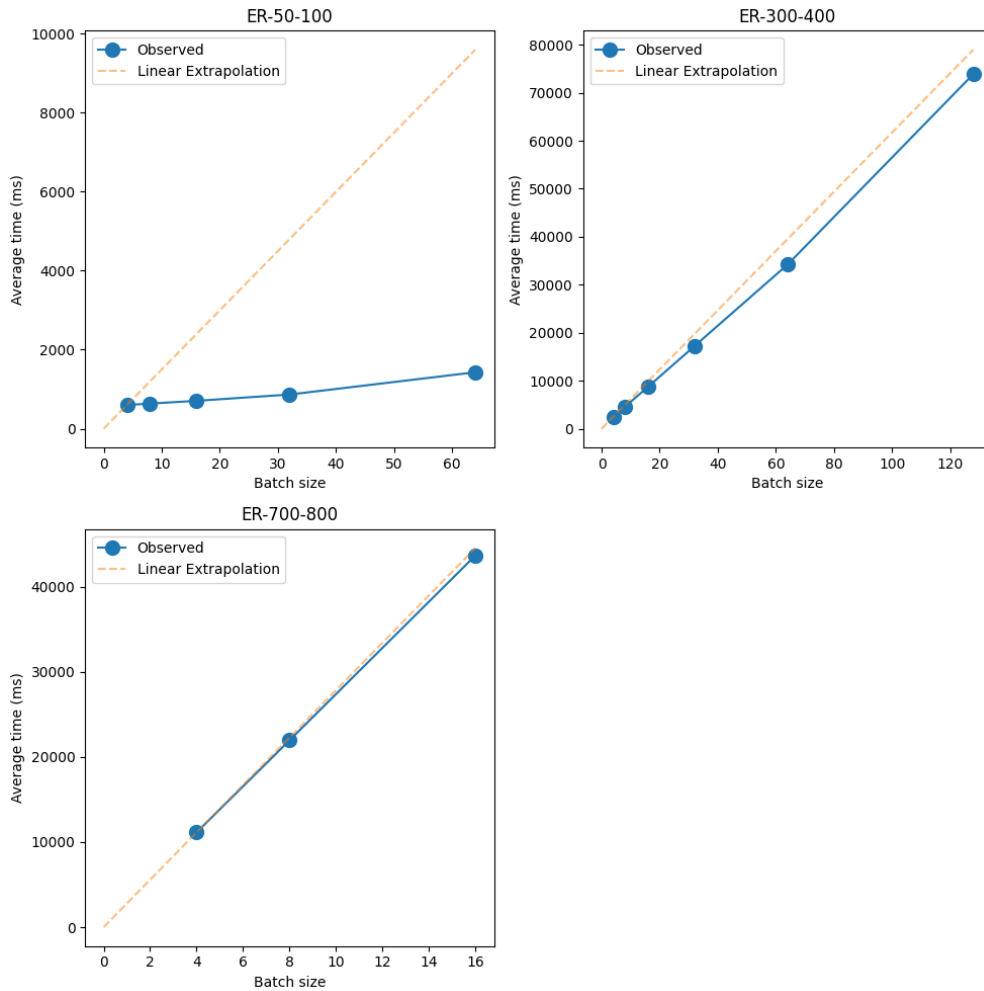 ER-50-100
Observed
Linear Extrapolation
10000
8000
6000
4000
2000
0
Average time (ms)
0 10 20 30 40 50 60
Batch size
ER-300-400
Observed
Linear Extrapolation
80000
70000
60000
50000
40000
30000
20000
10000
0
Average time (ms)
0 20 40 60 80 100 120
Batch size
ER-700-800
Observed
Linear Extrapolation
40000
30000
20000
10000
0
Average time (ms)
0 2 4 6 8 10 12 14 16
Batch size